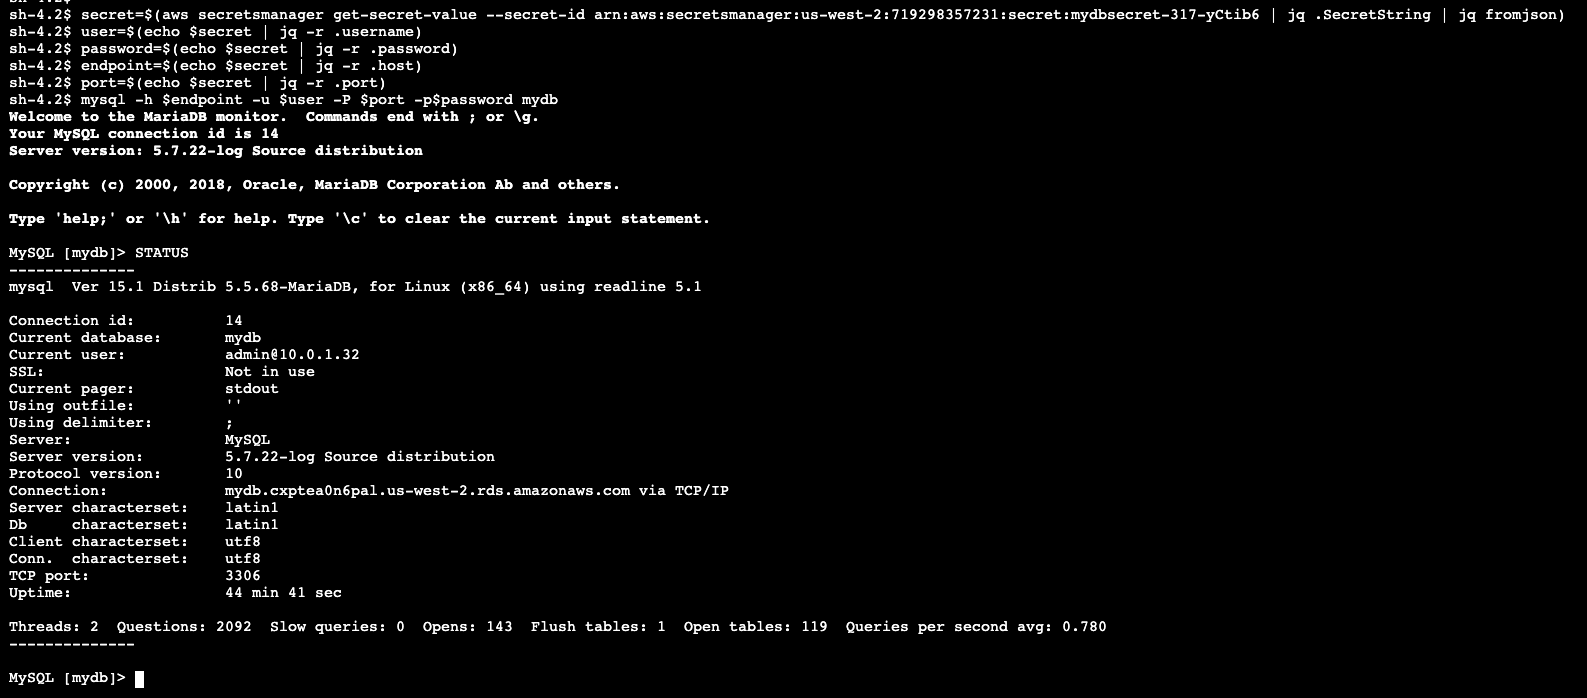 sh-4.2$ secret=$(aws secretsmanager get-secret-value --secret-id arn:aws:secretsmanager:us-west-2:719298357231:secret:mydbsecret-317-yCtib6 | jq .SecretString | jq fromjson)
sh-4.2$ user=$(echo $secret | jq -r .username)
sh-4.2$ password=$(echo $secret | jq -r .password)
sh-4.2$ endpoint=$(echo $secret | jq -r .host)
sh-4.2$ port=$(echo $secret | jq -r .port)
sh-4.2$ mysql -h $endpoint -u $user -P $port -p$password mydb
Welcome to the MariaDB monitor.  Commands end with ; or \g.
Your MySQL connection id is 14
Server version: 5.7.22-log Source distribution

Copyright (c) 2000, 2018, Oracle, MariaDB Corporation Ab and others.

Type 'help;' or '\h' for help. Type '\c' to clear the current input statement.

MySQL [mydb]> STATUS
--------------
mysql  Ver 15.1 Distrib 5.5.68-MariaDB, for Linux (x86_64) using readline 5.1

Connection id:          14
Current database:       mydb
Current user:           admin@10.0.1.32
SSL:                    Not in use
Current pager:          stdout
Using outfile:          ''
Using delimiter:        ;
Server:                 MySQL
Server version:         5.7.22-log Source distribution
Protocol version:       10
Connection:             mydb.cxptea0n6pal.us-west-2.rds.amazonaws.com via TCP/IP
Server characterset:    latin1
Db     characterset:    latin1
Client characterset:    utf8
Conn.  characterset:    utf8
TCP port:               3306
Uptime:                 44 min 41 sec

Threads: 2  Questions: 2092  Slow queries: 0  Opens: 143  Flush tables: 1  Open tables: 119  Queries per second avg: 0.780
--------------

MySQL [mydb]>